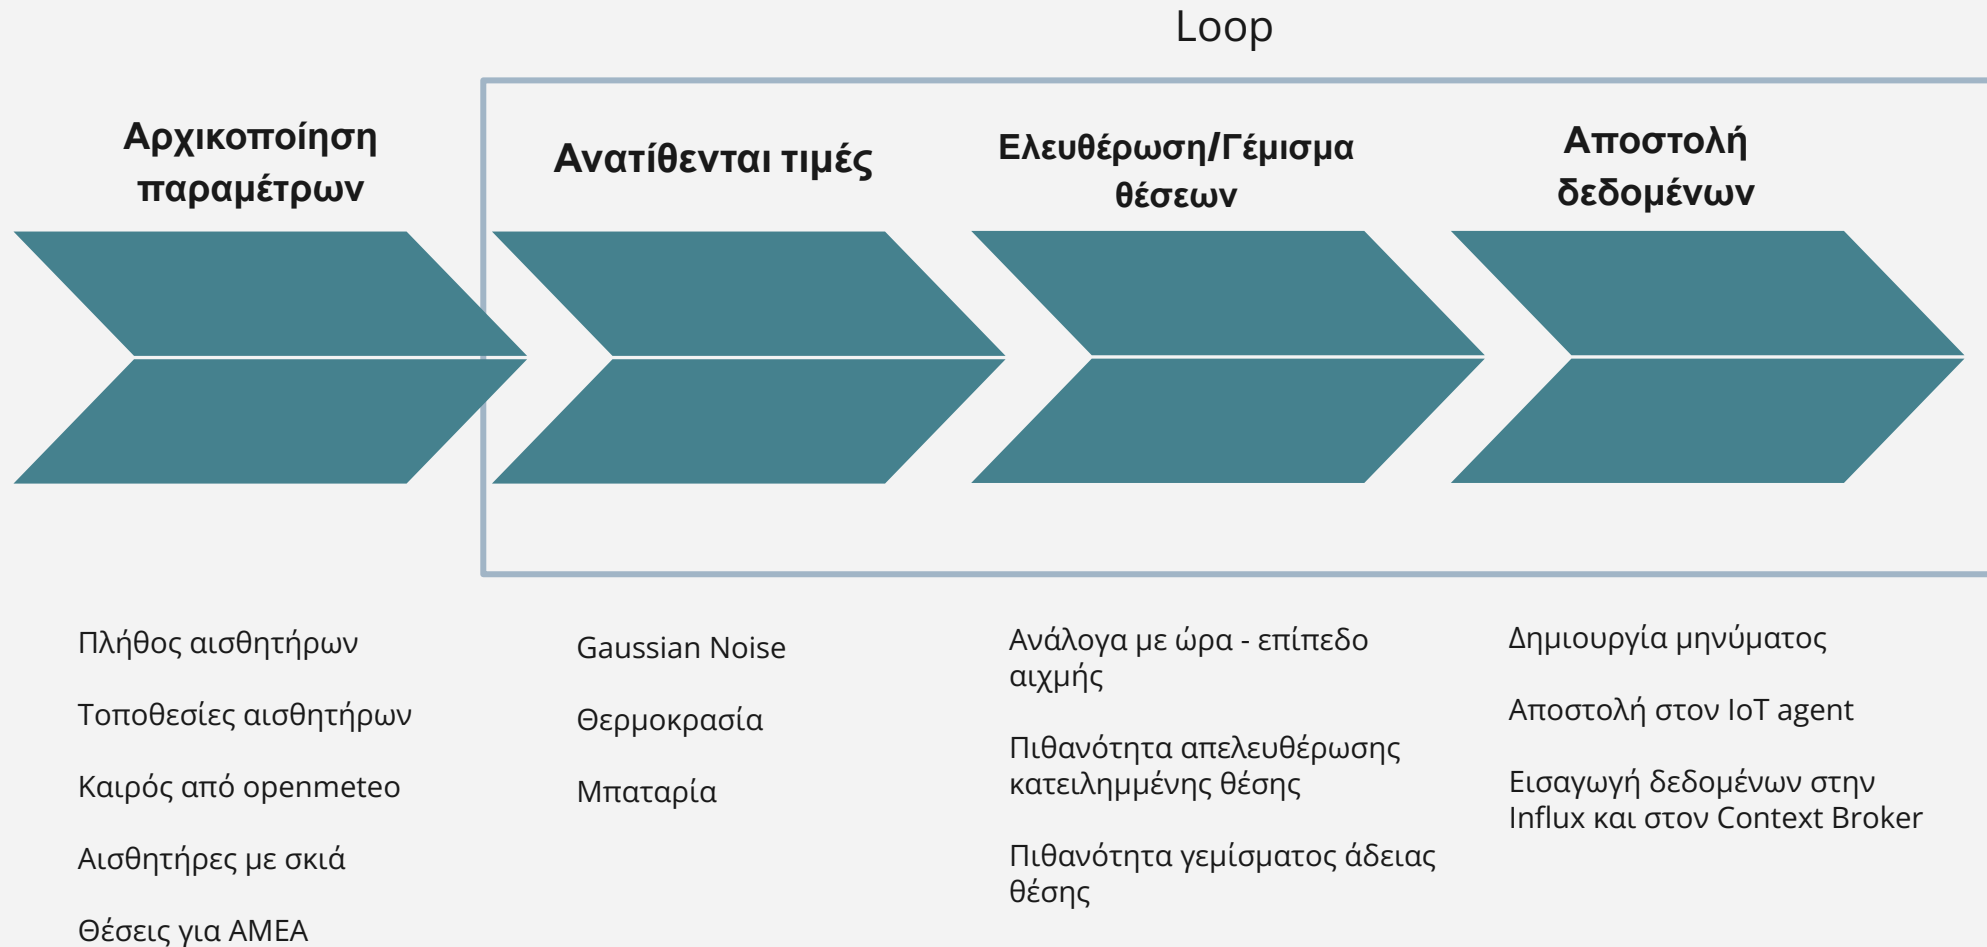 Loop
Αρχικοποίηση
παραμέτρων
Ανατίθενται τιμές
Ελευθέρωση/Γέμισμα
θέσεων
Αποστολή
δεδομένων
Πλήθος αισθητήρων
Τοποθεσίες αισθητήρων
Καιρός από openmeteo
Αισθητήρες με σκιά
Θέσεις για ΑΜΕΑ
Gaussian Noise
Θερμοκρασία
Μπαταρία
Ανάλογα με ώρα - επίπεδο
αιχμής
Πιθανότητα απελευθέρωσης
κατειλημμένης θέσης
Πιθανότητα γεμίσματος άδειας
θέσης
Δημιουργία μηνύματος
Αποστολή στον IoT agent
Εισαγωγή δεδομένων στην
Influx και στον Context Broker